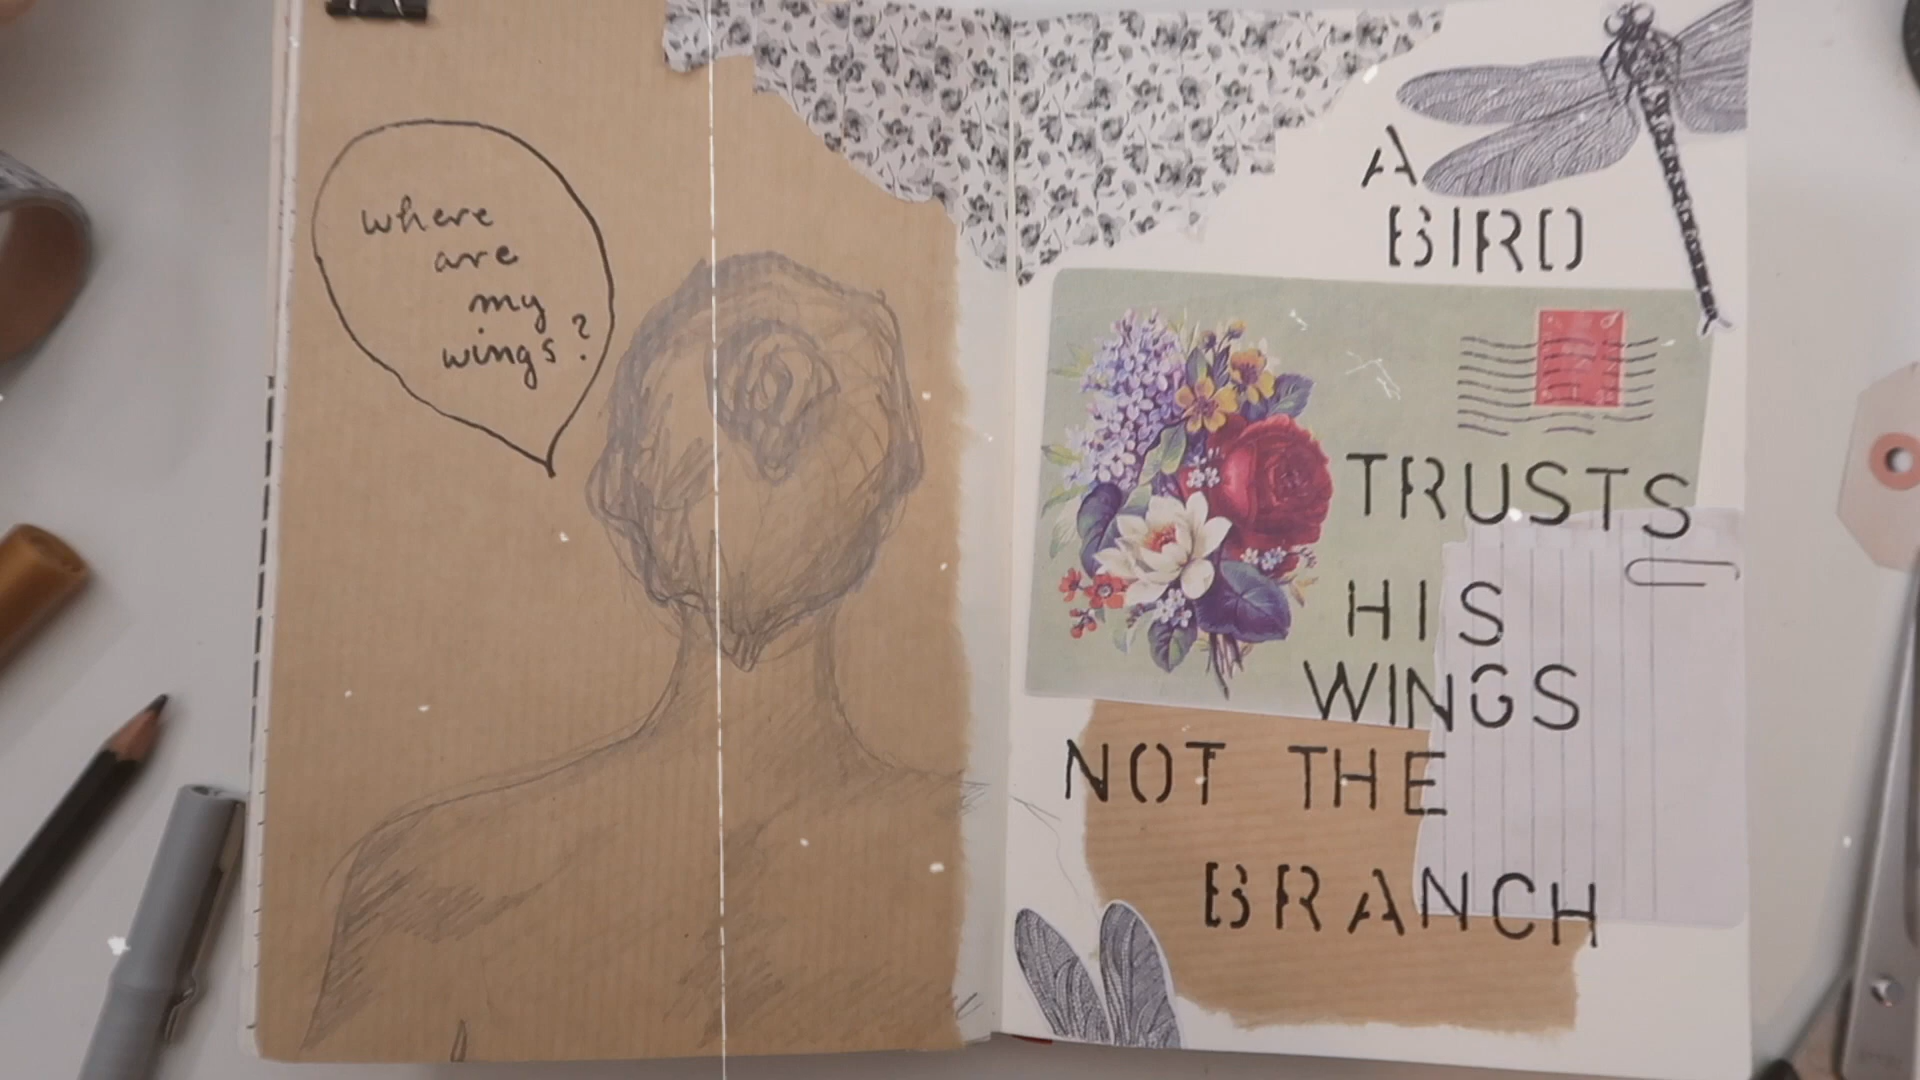 where
are
my
wings?
A
BIRD
TRUSTS
HIS
WINGS
NOT THE
BRANCH